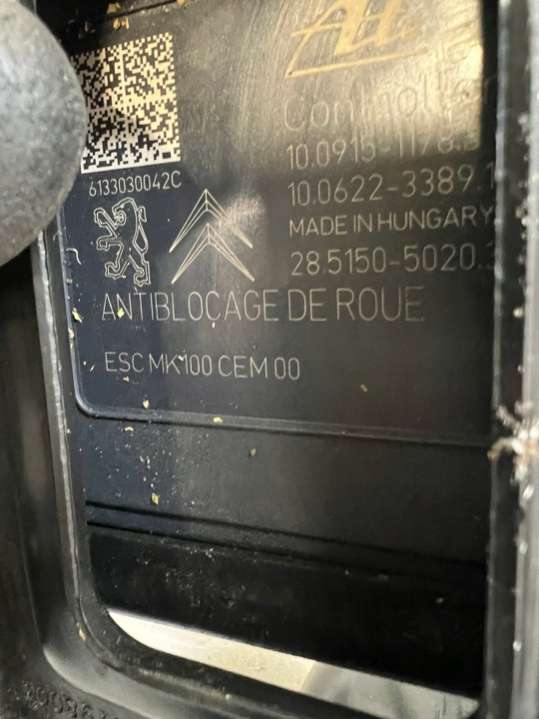 Ate
6133030042C
10.0915-1178.3
10.0622-3389.1
MADE IN HUNGARY
28.5150-5020.3
ANTIBLOCAGE DE ROUE
ESC MK100 CEM 00